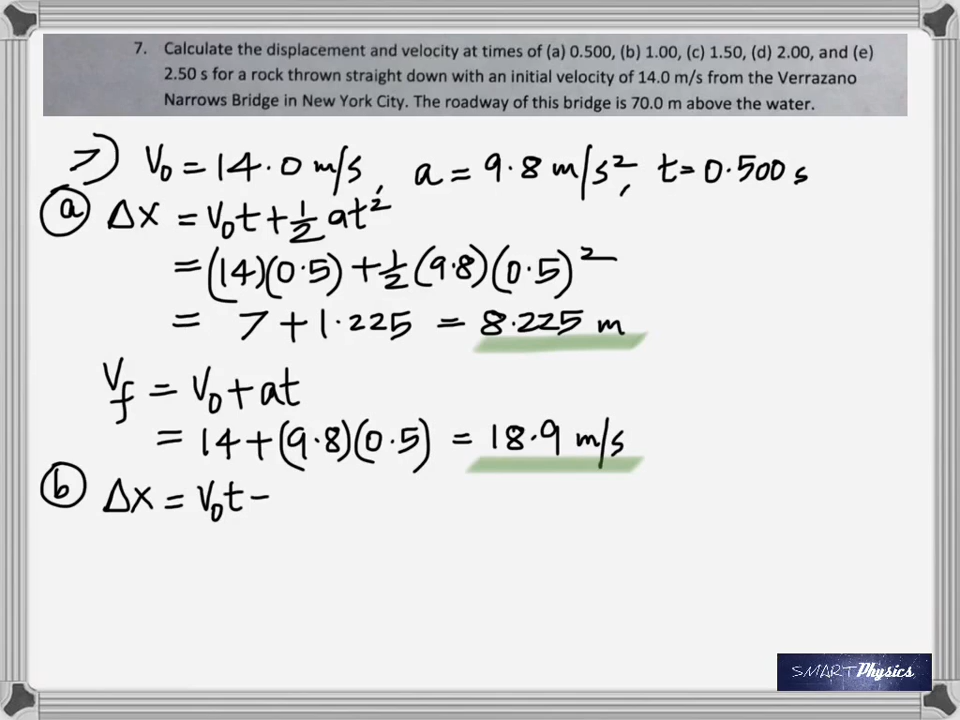 7. Calculate the displacement and velocity at times of (a) 0.500, (b) 1.00, (c) 1.50, (d) 2.00, and (e)
2.50 s for a rock thrown straight down with an initial velocity of 14.0 m/s from the Verrazano
Narrows Bridge in New York City. The roadway of this bridge is 70.0 m above the water.
7) V₀ = 14.0 m/s, a = 9.8 m/s², t = 0.500 s
(a) Δx = V₀t + ½ at²
= (14)(0.5) + ½ (9.8)(0.5)²
= 7 + 1.225 = 8.225 m
V_f = V₀ + at
= 14 + (9.8)(0.5) = 18.9 m/s
(b) Δx = V₀t -
SMART Physics